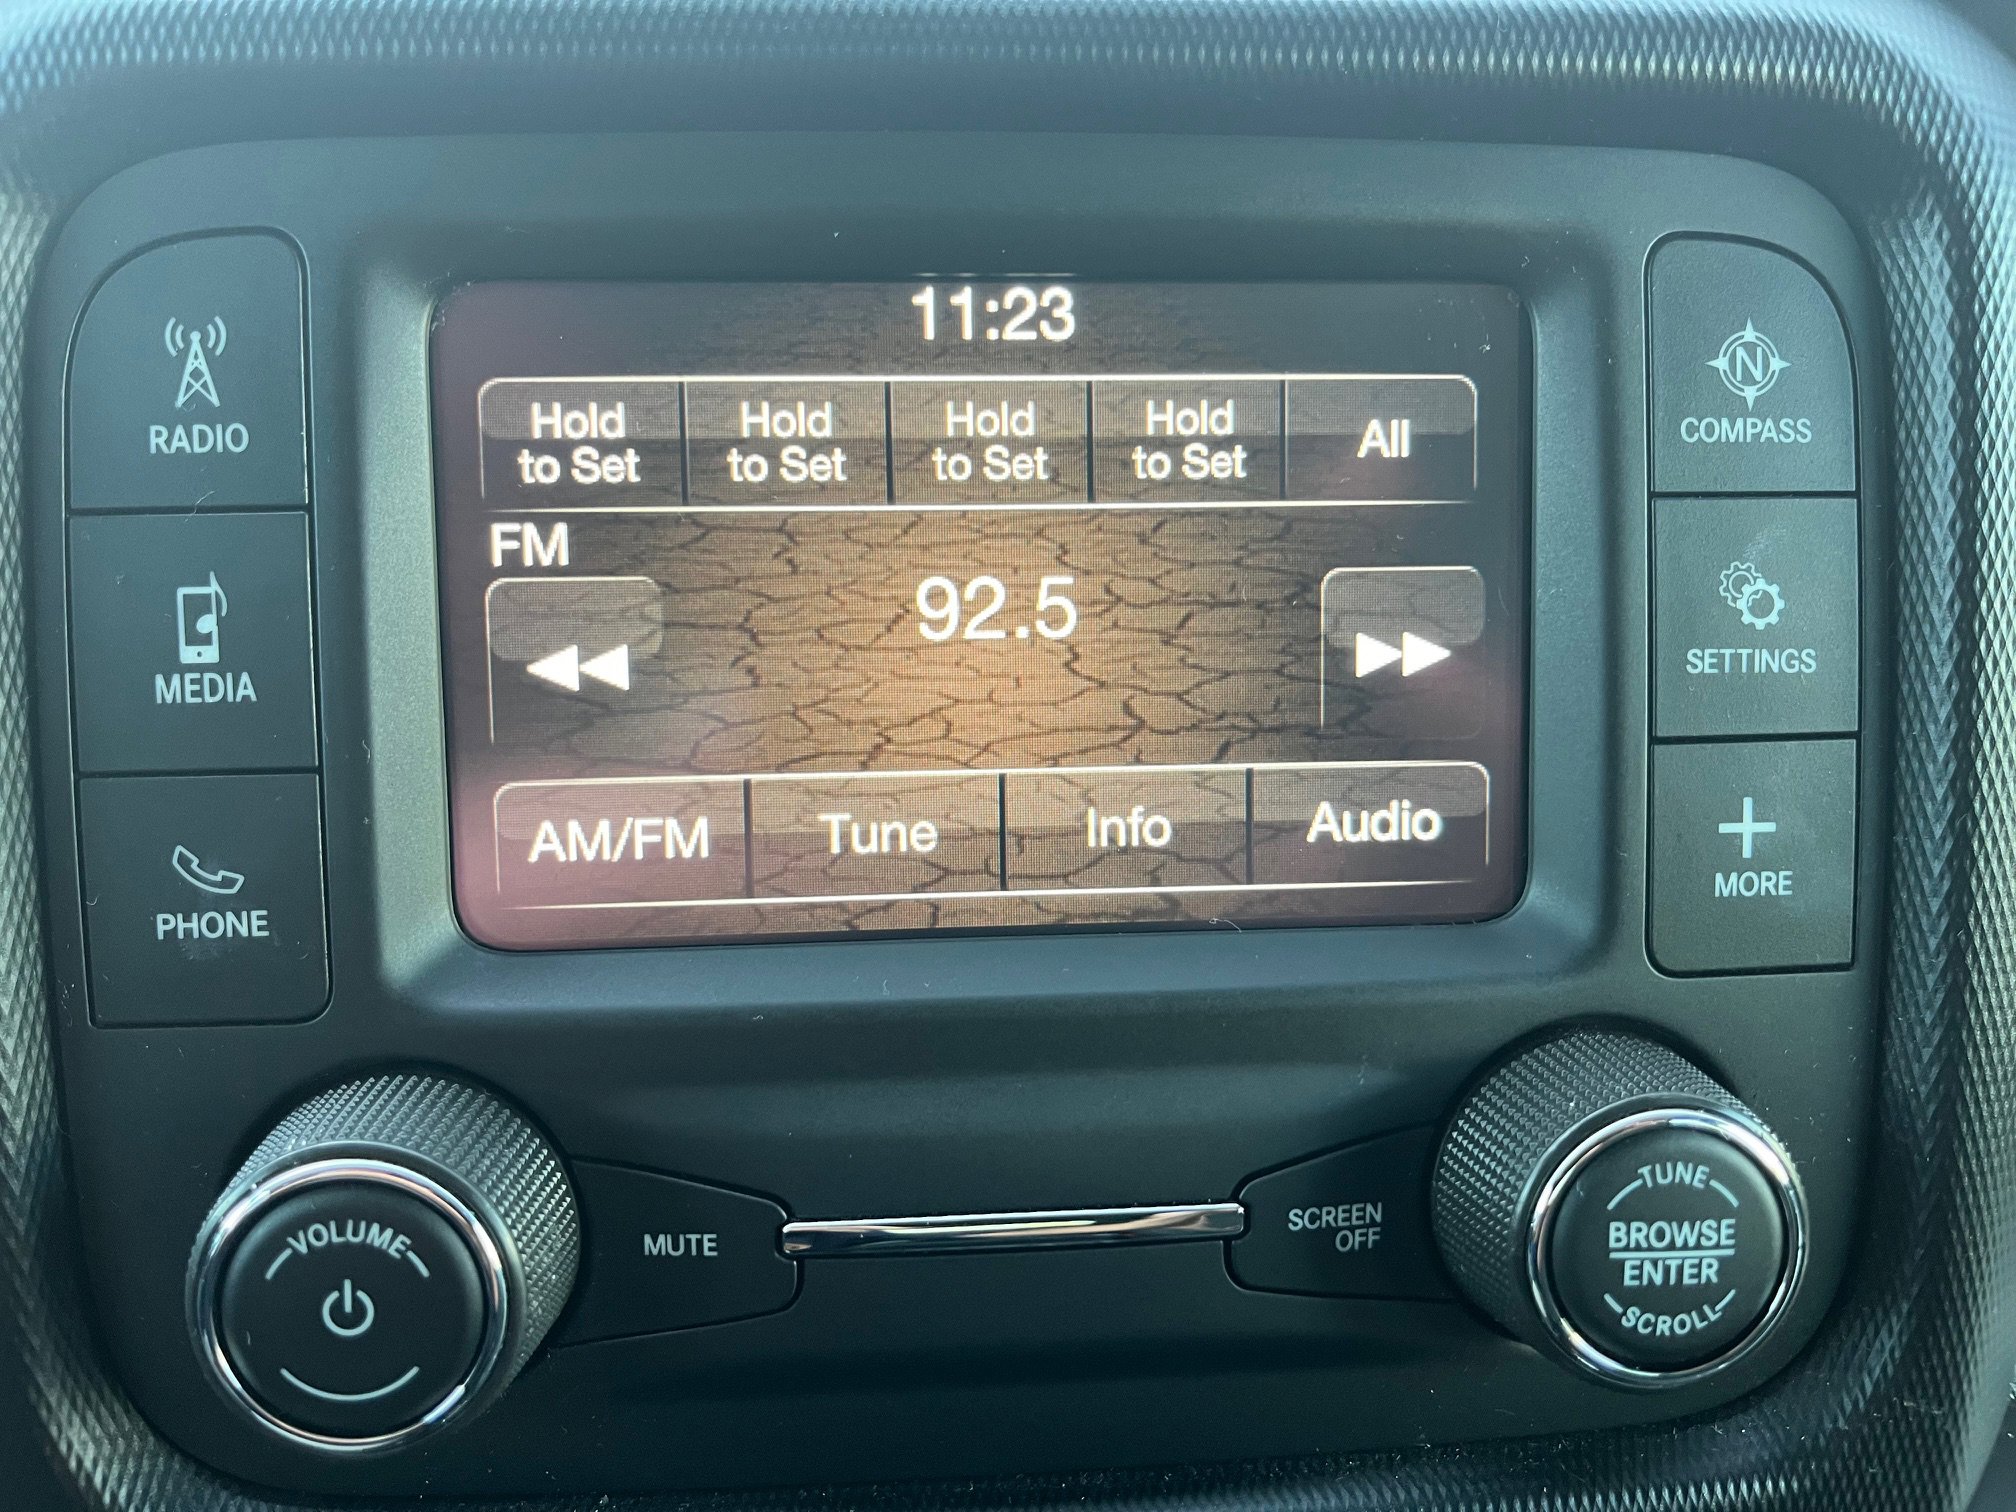 11:23
Hold
to Set
Hold
to Set
Hold
to Set
Hold
to Set
All
FM
92.5
AM/FM
Tune
Info
Audio
RADIO
MEDIA
PHONE
N
COMPASS
SETTINGS
MORE
VOLUME
MUTE
SCREEN
OFF
TUNE
BROWSE
ENTER
SCROLL